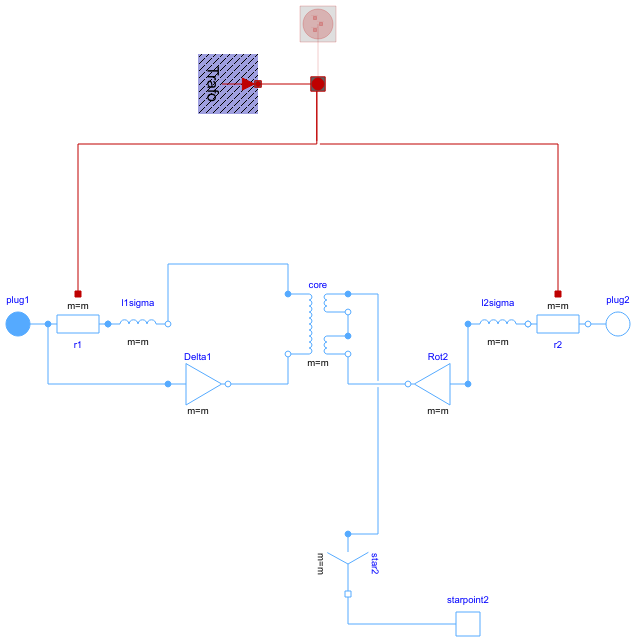 Trafo
core
plug1
m=m
l1sigma
l2sigma
m=m
plug2
r1
m=m
m=m
r2
Delta1
m=m
Rot2
m=m
m=m
m=m
star2
starpoint2